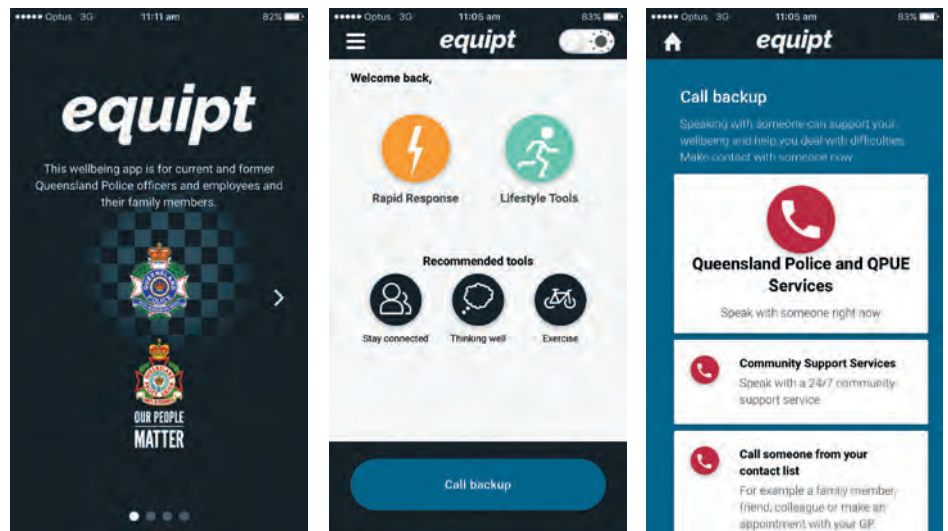 Optus 3G 11:11 am 82%
equipt
This wellbeing app is for current and former
Queensland Police officers and employees and
their family members.
QUEENSLAND
POLICE
OUR PEOPLE
MATTER
Optus 3G 11:05 am 83%
equipt
Welcome back,
Rapid Response Lifestyle Tools
Recommended tools
Stay connected Thinking well Exercise
Call backup
Optus 3G 11:05 am 83%
equipt
Call backup
Speaking with someone can support your
wellbeing and help you deal with difficulties.
Make contact with someone now.
Queensland Police and QPUE
Services
Speak with someone right now
Community Support Services
Speak with a 24/7 community
support service
Call someone from your
contact list
For example a family member,
friend, colleague or make an
appointment with your GP.